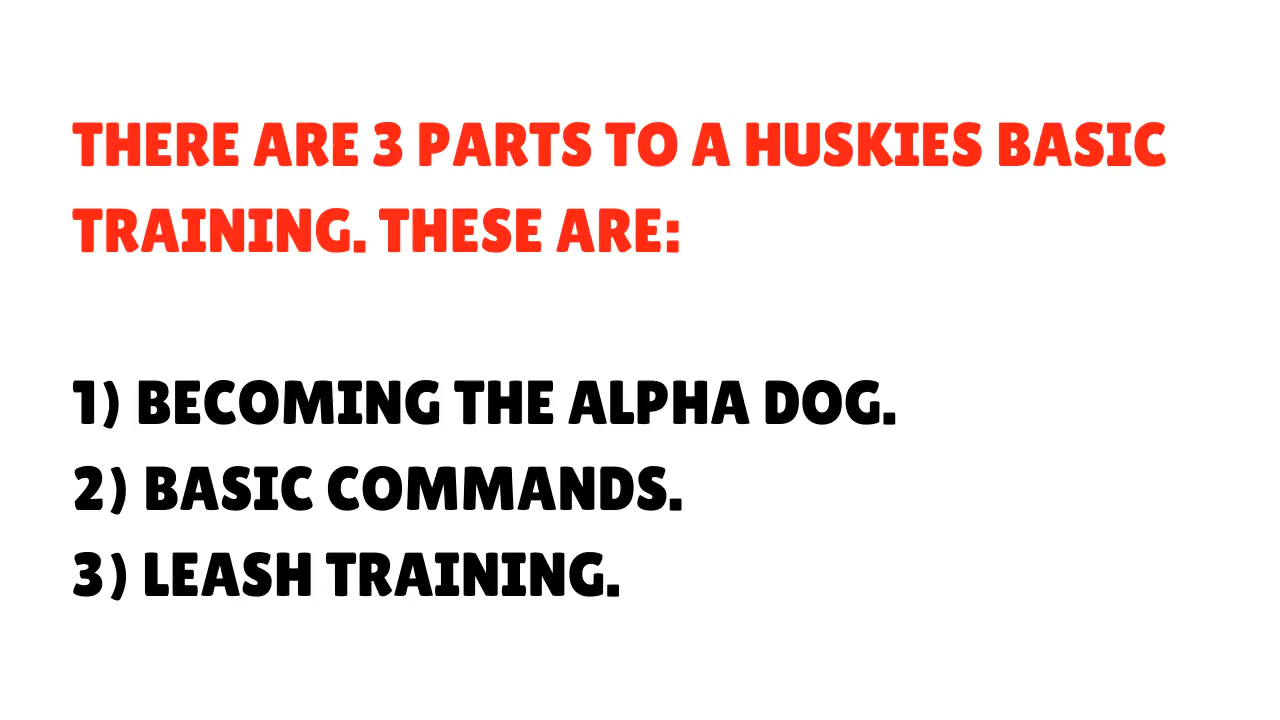 THERE ARE 3 PARTS TO A HUSKIES BASIC
TRAINING. THESE ARE:
1) BECOMING THE ALPHA DOG.
2) BASIC COMMANDS.
3) LEASH TRAINING.